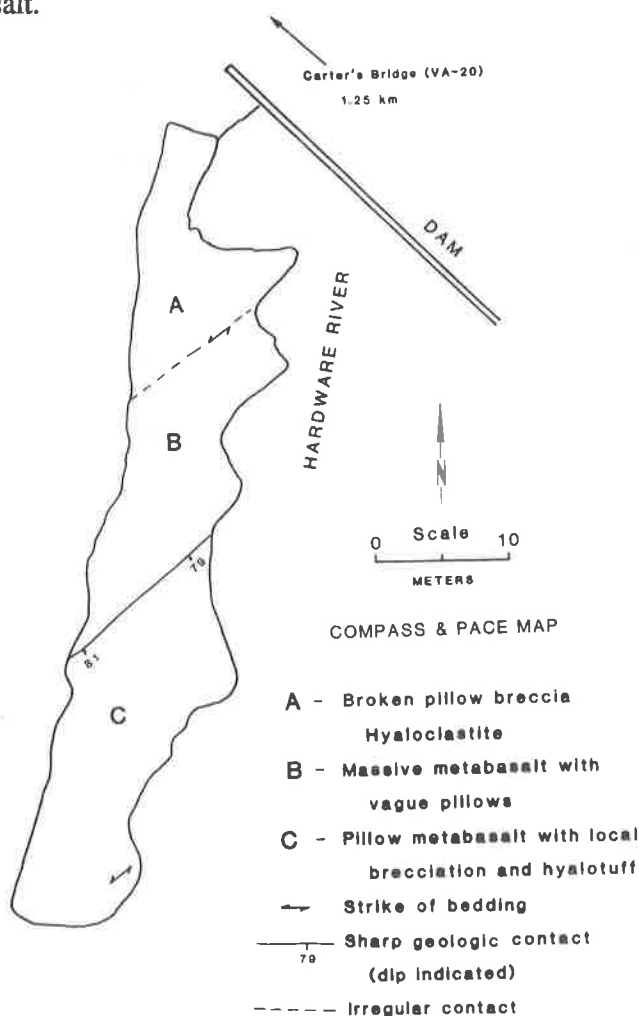 salt.
Carter's Bridge (VA-20)
1.25 km
DAM
A
HARDWARE RIVER
B
N
Scale
0 10
METERS
79
81
COMPASS & PACE MAP
C
A - Broken pillow breccia
Hyaloclastite
B - Massive metabasalt with
vague pillows
C - Pillow metabasalt with local
brecciation and hyalotuff
Strike of bedding
Sharp geologic contact
79
(dip indicated)
Irregular contact